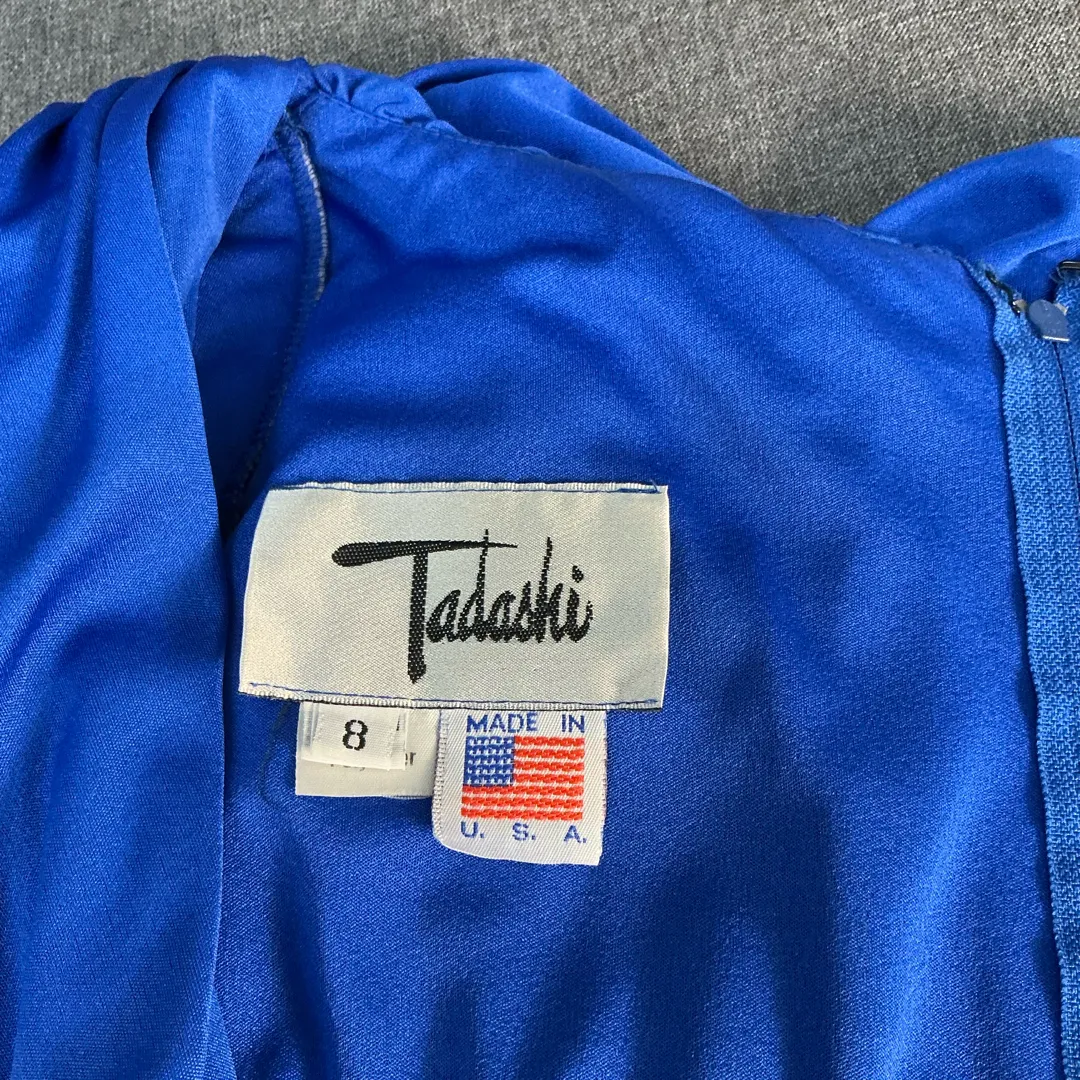 Tadashi
8
MADE IN
U. S. A.